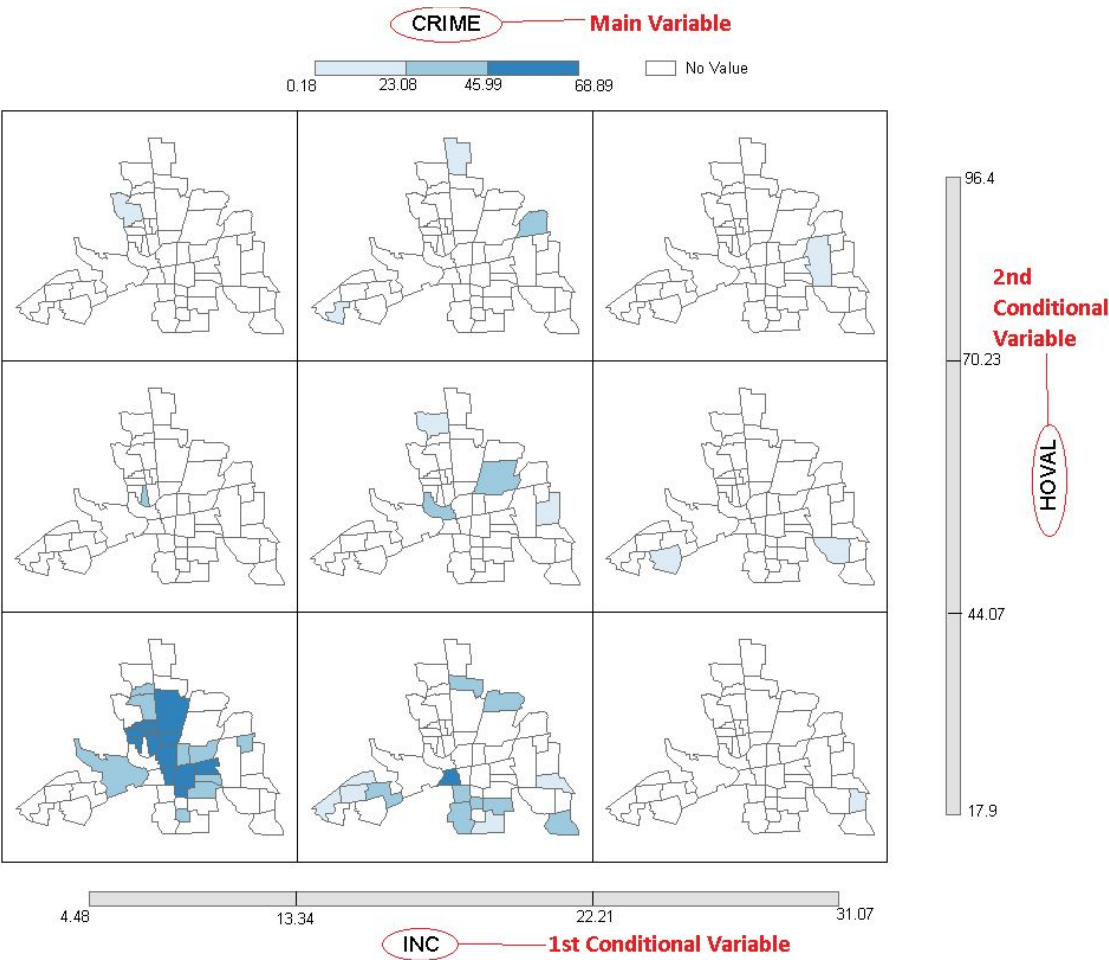 CRIME Main Variable
No Value
0.18 23.08 45.99 68.89
96.4
2nd
Conditional
Variable
70.23
HOVAL
44.07
17.9
4.48 13.34 22.21 31.07
INC 1st Conditional Variable